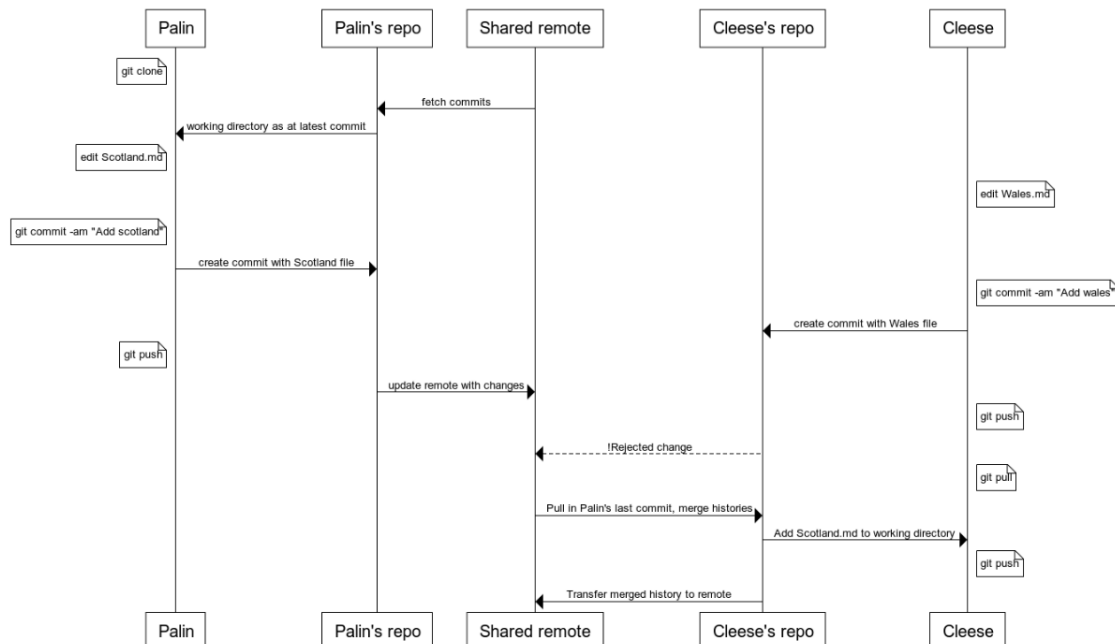 Palin
Palin's repo
Shared remote
Cleese's repo
Cleese
git clone
fetch commits
working directory as at latest commit
edit Scotland.md
edit Wales.md
git commit -am "Add scotland"
create commit with Scotland file
git commit -am "Add wales"
create commit with Wales file
git push
update remote with changes
git push
!Rejected change
git pull
Pull in Palin's last commit, merge histories
Add Scotland.md to working directory
git push
Transfer merged history to remote
Palin
Palin's repo
Shared remote
Cleese's repo
Cleese